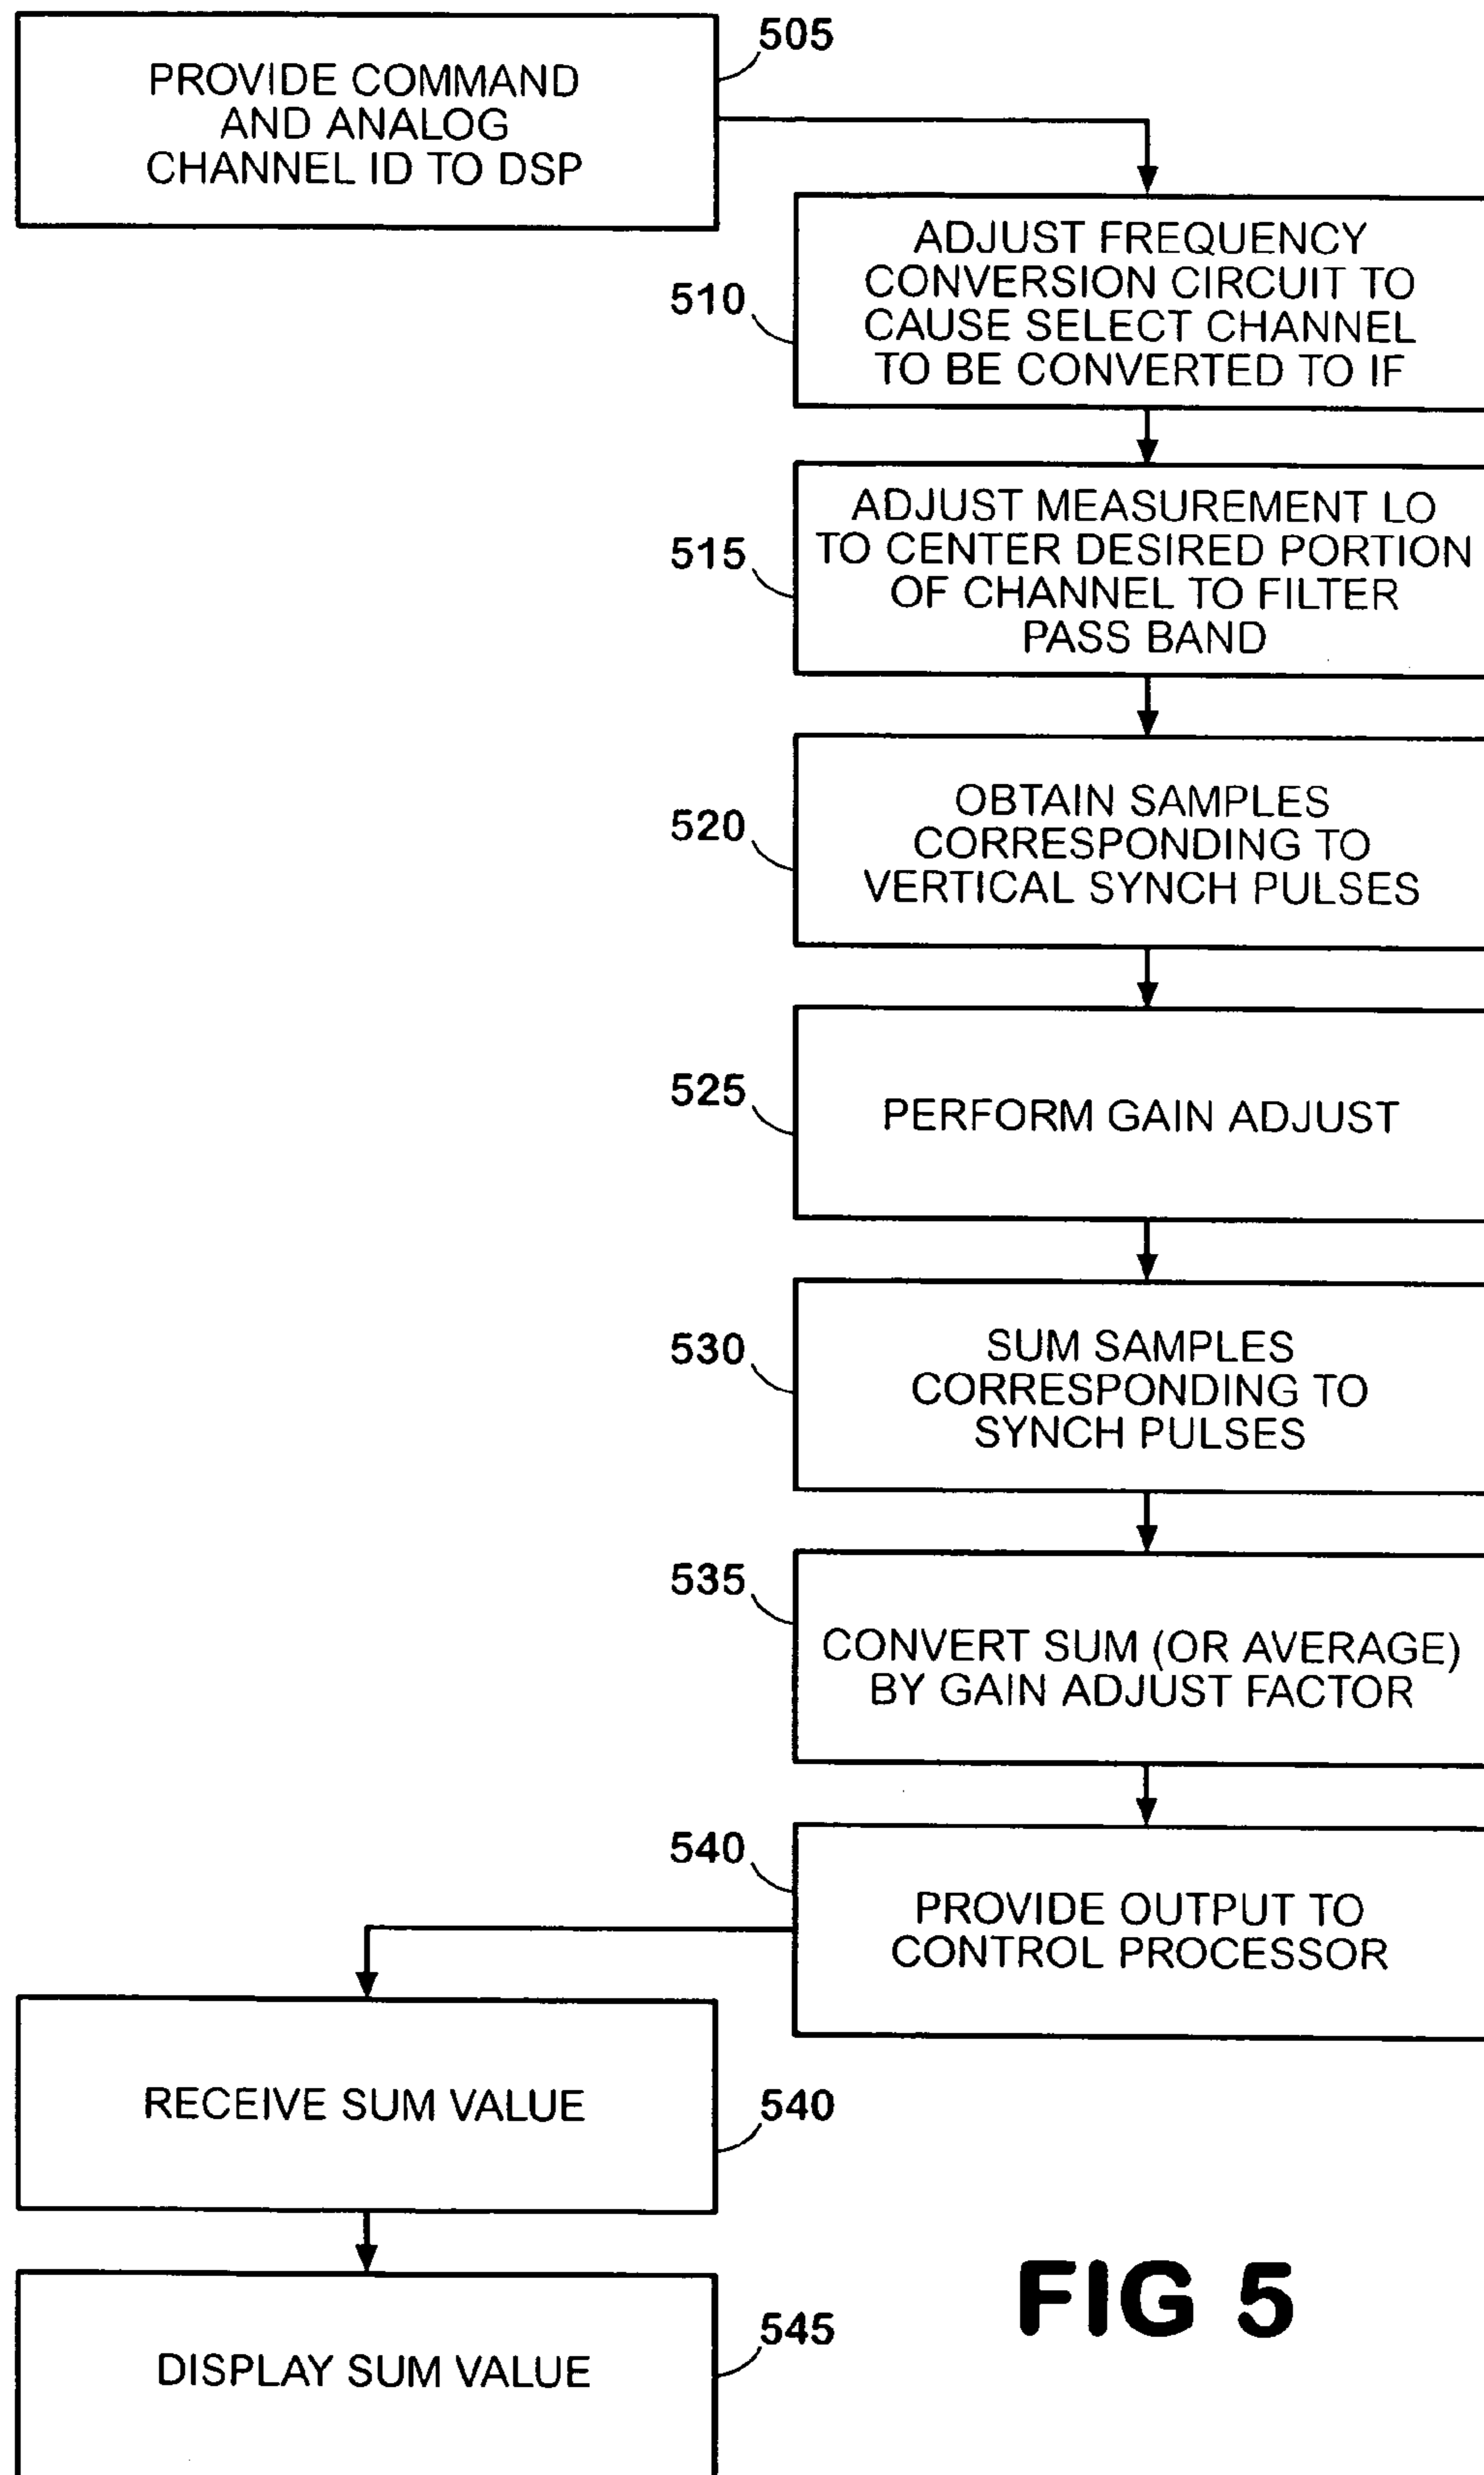 505
PROVIDE COMMAND
AND ANALOG
CHANNEL ID TO DSP
510
ADJUST FREQUENCY
CONVERSION CIRCUIT TO
CAUSE SELECT CHANNEL
TO BE CONVERTED TO IF
515
ADJUST MEASUREMENT LO
TO CENTER DESIRED PORTION
OF CHANNEL TO FILTER
PASS BAND
520
OBTAIN SAMPLES
CORRESPONDING TO
VERTICAL SYNCH PULSES
525
PERFORM GAIN ADJUST
530
SUM SAMPLES
CORRESPONDING TO
SYNCH PULSES
535
CONVERT SUM (OR AVERAGE)
BY GAIN ADJUST FACTOR
540
PROVIDE OUTPUT TO
CONTROL PROCESSOR
RECEIVE SUM VALUE
540
DISPLAY SUM VALUE
545
FIG 5